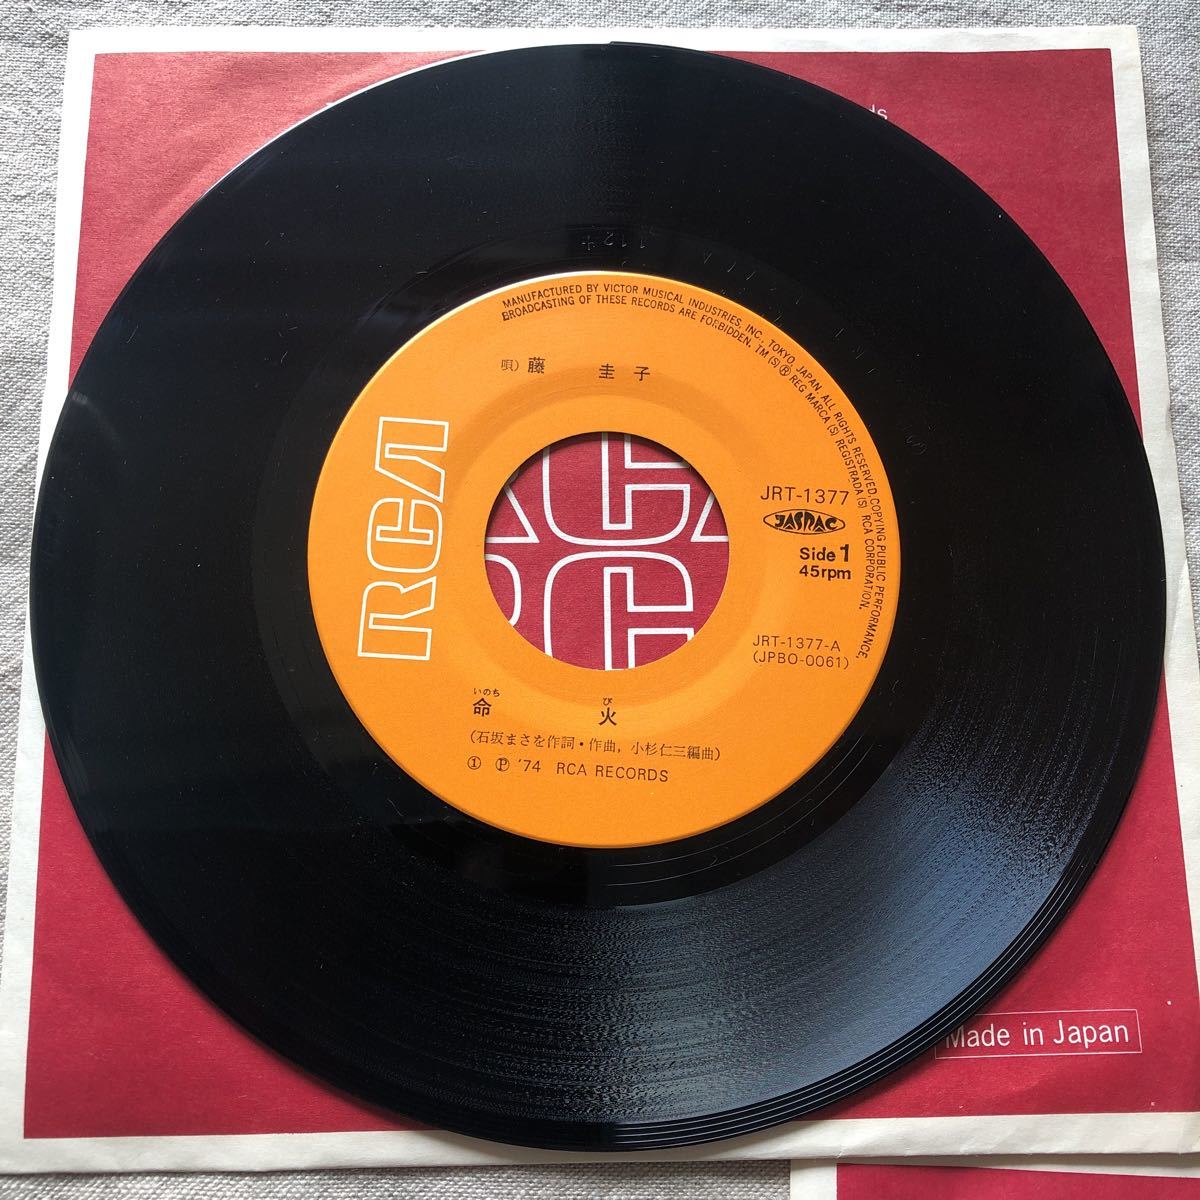 MANUFACTURED BY VICTOR MUSICAL INDUSTRIES, INC., TOKYO, JAPAN. ALL RIGHTS RESERVED, COPYING PUBLIC PERFORMANCE,
BROADCASTING OF THESE RECORDS ARE FORBIDDEN. TM(S)® REG MARCA(S) REGISTRADA(S) RCA CORPORATION.
唄)藤 圭子
RCA
JRT-1377
JASRAC
Side 1
45rpm
JRT-1377-A
(JPBO-0061)
いのち び
命 火
(石坂まさを作詞・作曲, 小杉仁三編曲)
① Ⓟ '74 RCA RECORDS
Made in Japan